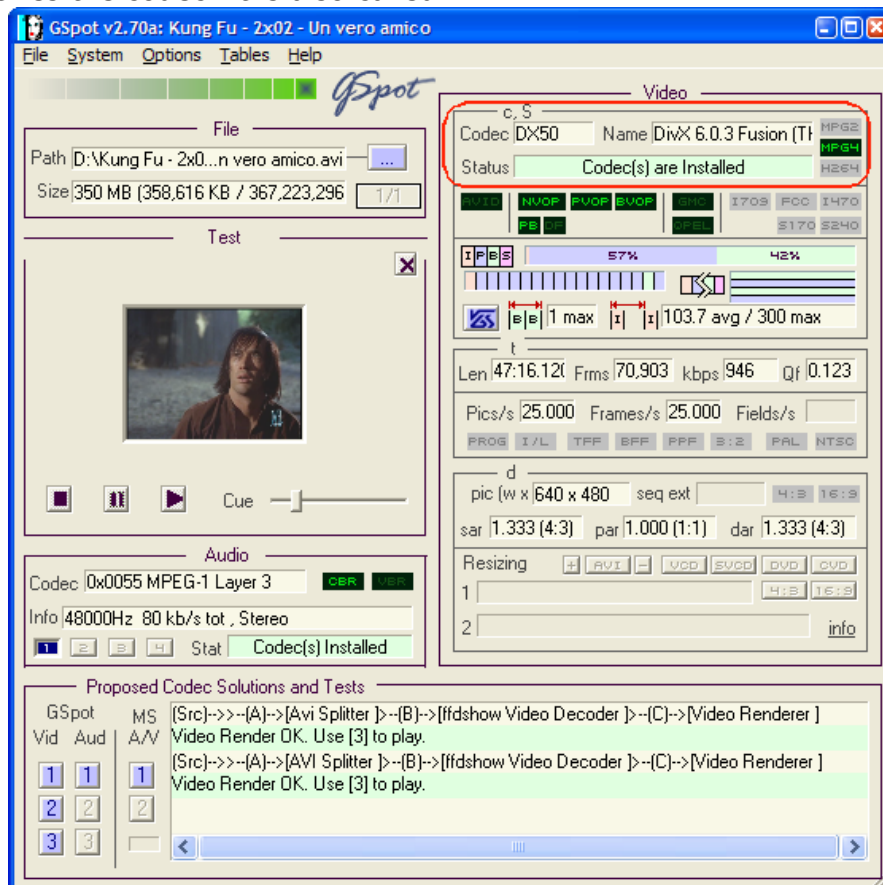 GSpot v2.70a: Kung Fu - 2x02 - Un vero amico
File System Options Tables Help
GSpot
File
Path D:\Kung Fu - 2x0...n vero amico.avi ...
Size 350 MB (358,616 KB / 367,223,296 1/1
Test
Cue
Audio
Codec 0x0055 MPEG-1 Layer 3 CBR VBR
Info 48000Hz 80 kb/s tot , Stereo
1 2 3 4 Stat Codec(s) Installed
Video
c, S
Codec DX50 Name DivX 6.0.3 Fusion (Th
MPG2
MPG4
H264
Status Codec(s) are Installed
AVID NVOP PVOP BVOP GMC I709 FCC I470
PB DF QPEL S170 S240
I P B S 57% 42%
B B 1 max I I 103.7 avg / 300 max
t
Len 47:16.120 Frms 70,903 kbps 946 Qf 0.123
Pics/s 25.000 Frames/s 25.000 Fields/s
PROG I/L TFF BFF PPF 3:2 PAL NTSC
d
pic (w x 640 x 480 seq ext 4:3 16:9
sar 1.333 (4:3) par 1.000 (1:1) dar 1.333 (4:3)
Resizing + AVI - VCD SVCD DVD CVD
1 4:3 16:9
2 info
Proposed Codec Solutions and Tests
GSpot MS
Vid Aud A/V
1 1 1
2 2 2
3 3
(Src)-->>--(A)-->[Avi Splitter ]>--(B)-->[ffdshow Video Decoder ]>--(C)-->[Video Renderer ]
Video Render OK. Use [3] to play.
(Src)-->>--(A)-->[AVI Splitter ]>--(B)-->[ffdshow Video Decoder ]>--(C)-->[Video Renderer ]
Video Render OK. Use [3] to play.